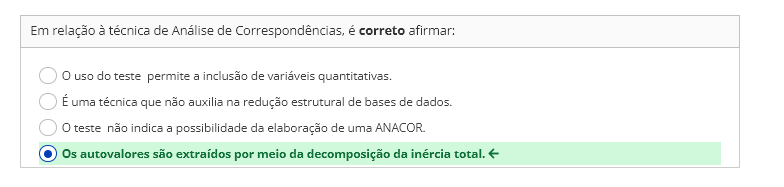 Em relação à técnica de Análise de Correspondências, é correto afirmar:
O uso do teste  permite a inclusão de variáveis quantitativas.
É uma técnica que não auxilia na redução estrutural de bases de dados.
O teste  não indica a possibilidade da elaboração de uma ANACOR.
Os autovalores são extraídos por meio da decomposição da inércia total. ←